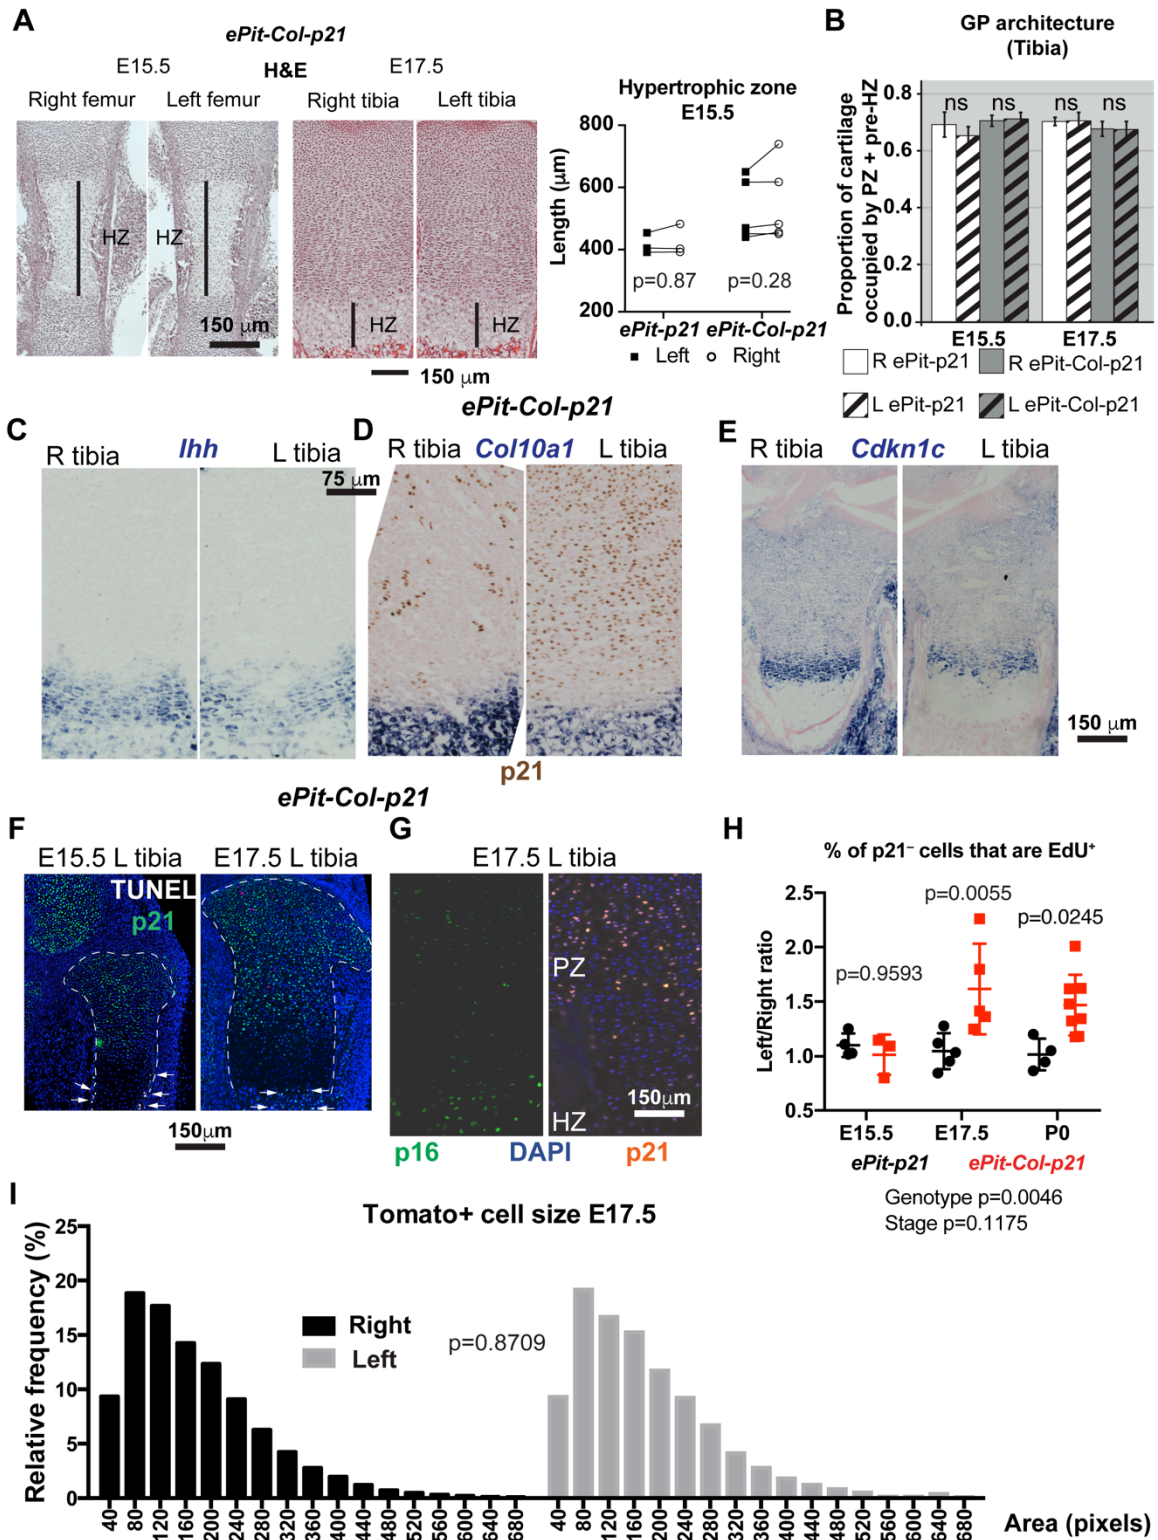 A
ePit-Col-p21
E15.5 H&E E17.5
Right femur Left femur Right tibia Left tibia
HZ HZ
150 μm
HZ HZ
150 μm
Hypertrophic zone
E15.5
Length (μm)
800
600
400
200
p=0.87 p=0.28
ePit-p21 ePit-Col-p21
Left Right
B
GP architecture
(Tibia)
Proportion of cartilage
occupied by PZ + pre-HZ
0.8
0.6
0.4
0.2
0.0
ns ns ns ns
E15.5 E17.5
R ePit-p21 R ePit-Col-p21
L ePit-p21 L ePit-Col-p21
ePit-Col-p21
C
R tibia Ihh L tibia
75 μm
D
R tibia Col10a1 L tibia
p21
E
R tibia Cdkn1c L tibia
150 μm
ePit-Col-p21
F
E15.5 L tibia E17.5 L tibia
TUNEL
p21
150μm
G
E17.5 L tibia
PZ
HZ
150μm
p16 DAPI p21
H
% of p21⁻ cells that are EdU⁺
Left/Right ratio
2.5
2.0
1.5
1.0
0.5
p=0.9593
p=0.0055
p=0.0245
E15.5 E17.5 P0
ePit-p21 ePit-Col-p21
Genotype p=0.0046
Stage p=0.1175
I
Tomato+ cell size E17.5
Relative frequency (%)
25
20
15
10
5
0
Right
Left
p=0.8709
40 80 120 160 200 240 280 320 360 400 440 480 520 560 600 640 680
40 80 120 160 200 240 280 320 360 400 440 480 520 560 600 640 680
Area (pixels)